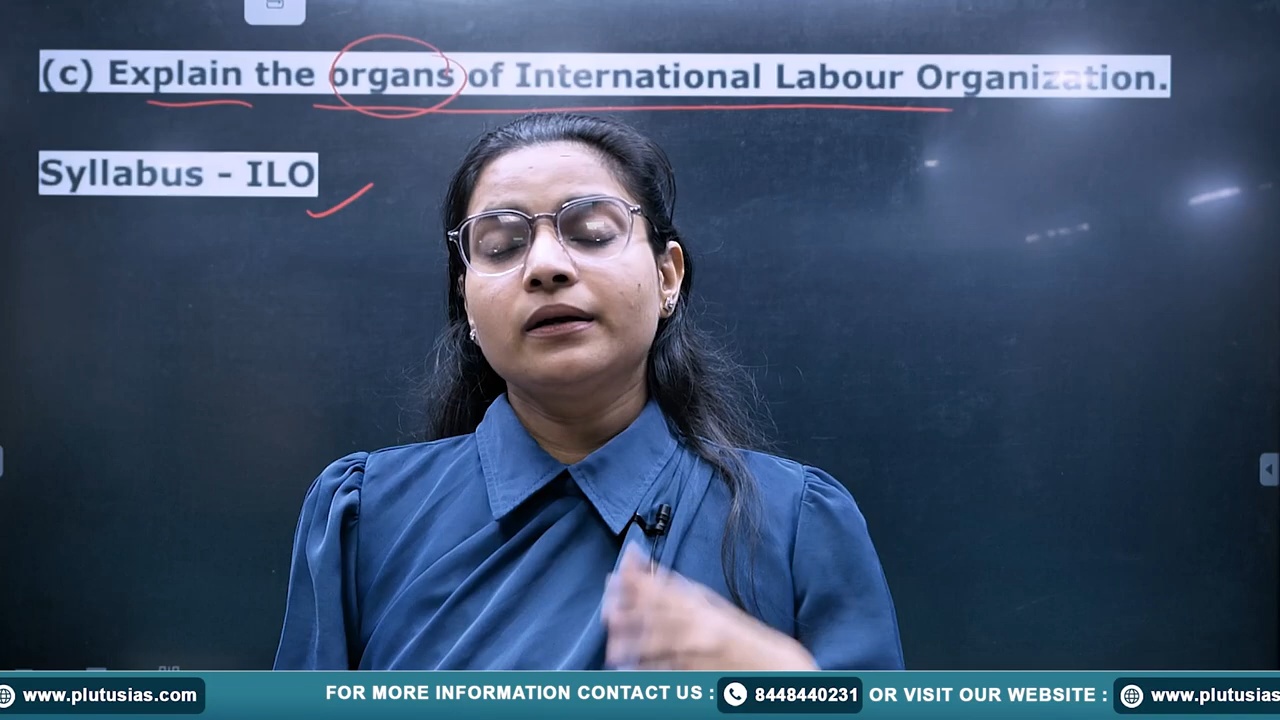 (c) Explain the organs of International Labour Organization.
Syllabus - ILO
www.plutusias.com FOR MORE INFORMATION CONTACT US : 8448440231 OR VISIT OUR WEBSITE : www.plutusias